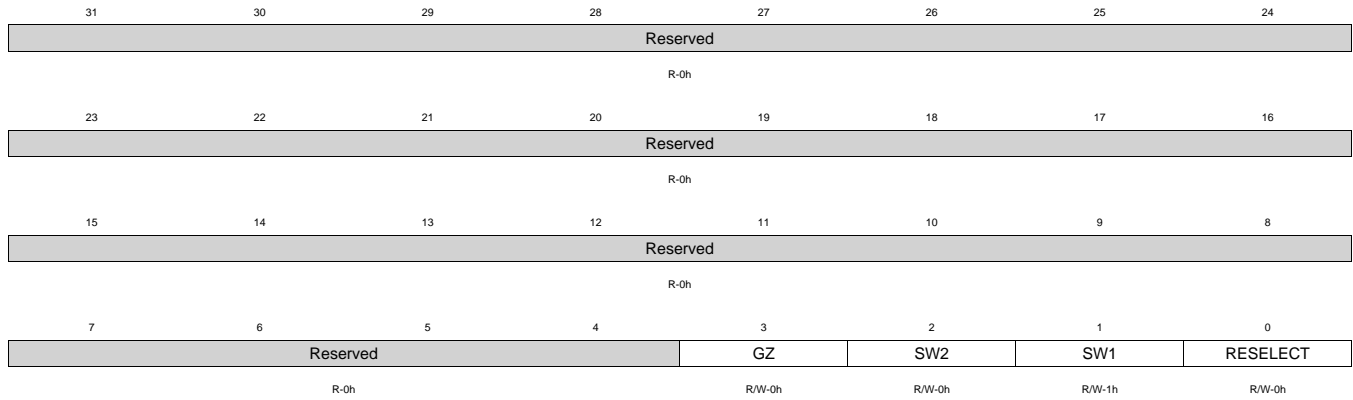 31 30 29 28 27 26 25 24
Reserved
R-0h
23 22 21 20 19 18 17 16
Reserved
R-0h
15 14 13 12 11 10 9 8
Reserved
R-0h
7 6 5 4 3 2 1 0
Reserved GZ SW2 SW1 RESELECT
R-0h R/W-0h R/W-0h R/W-1h R/W-0h